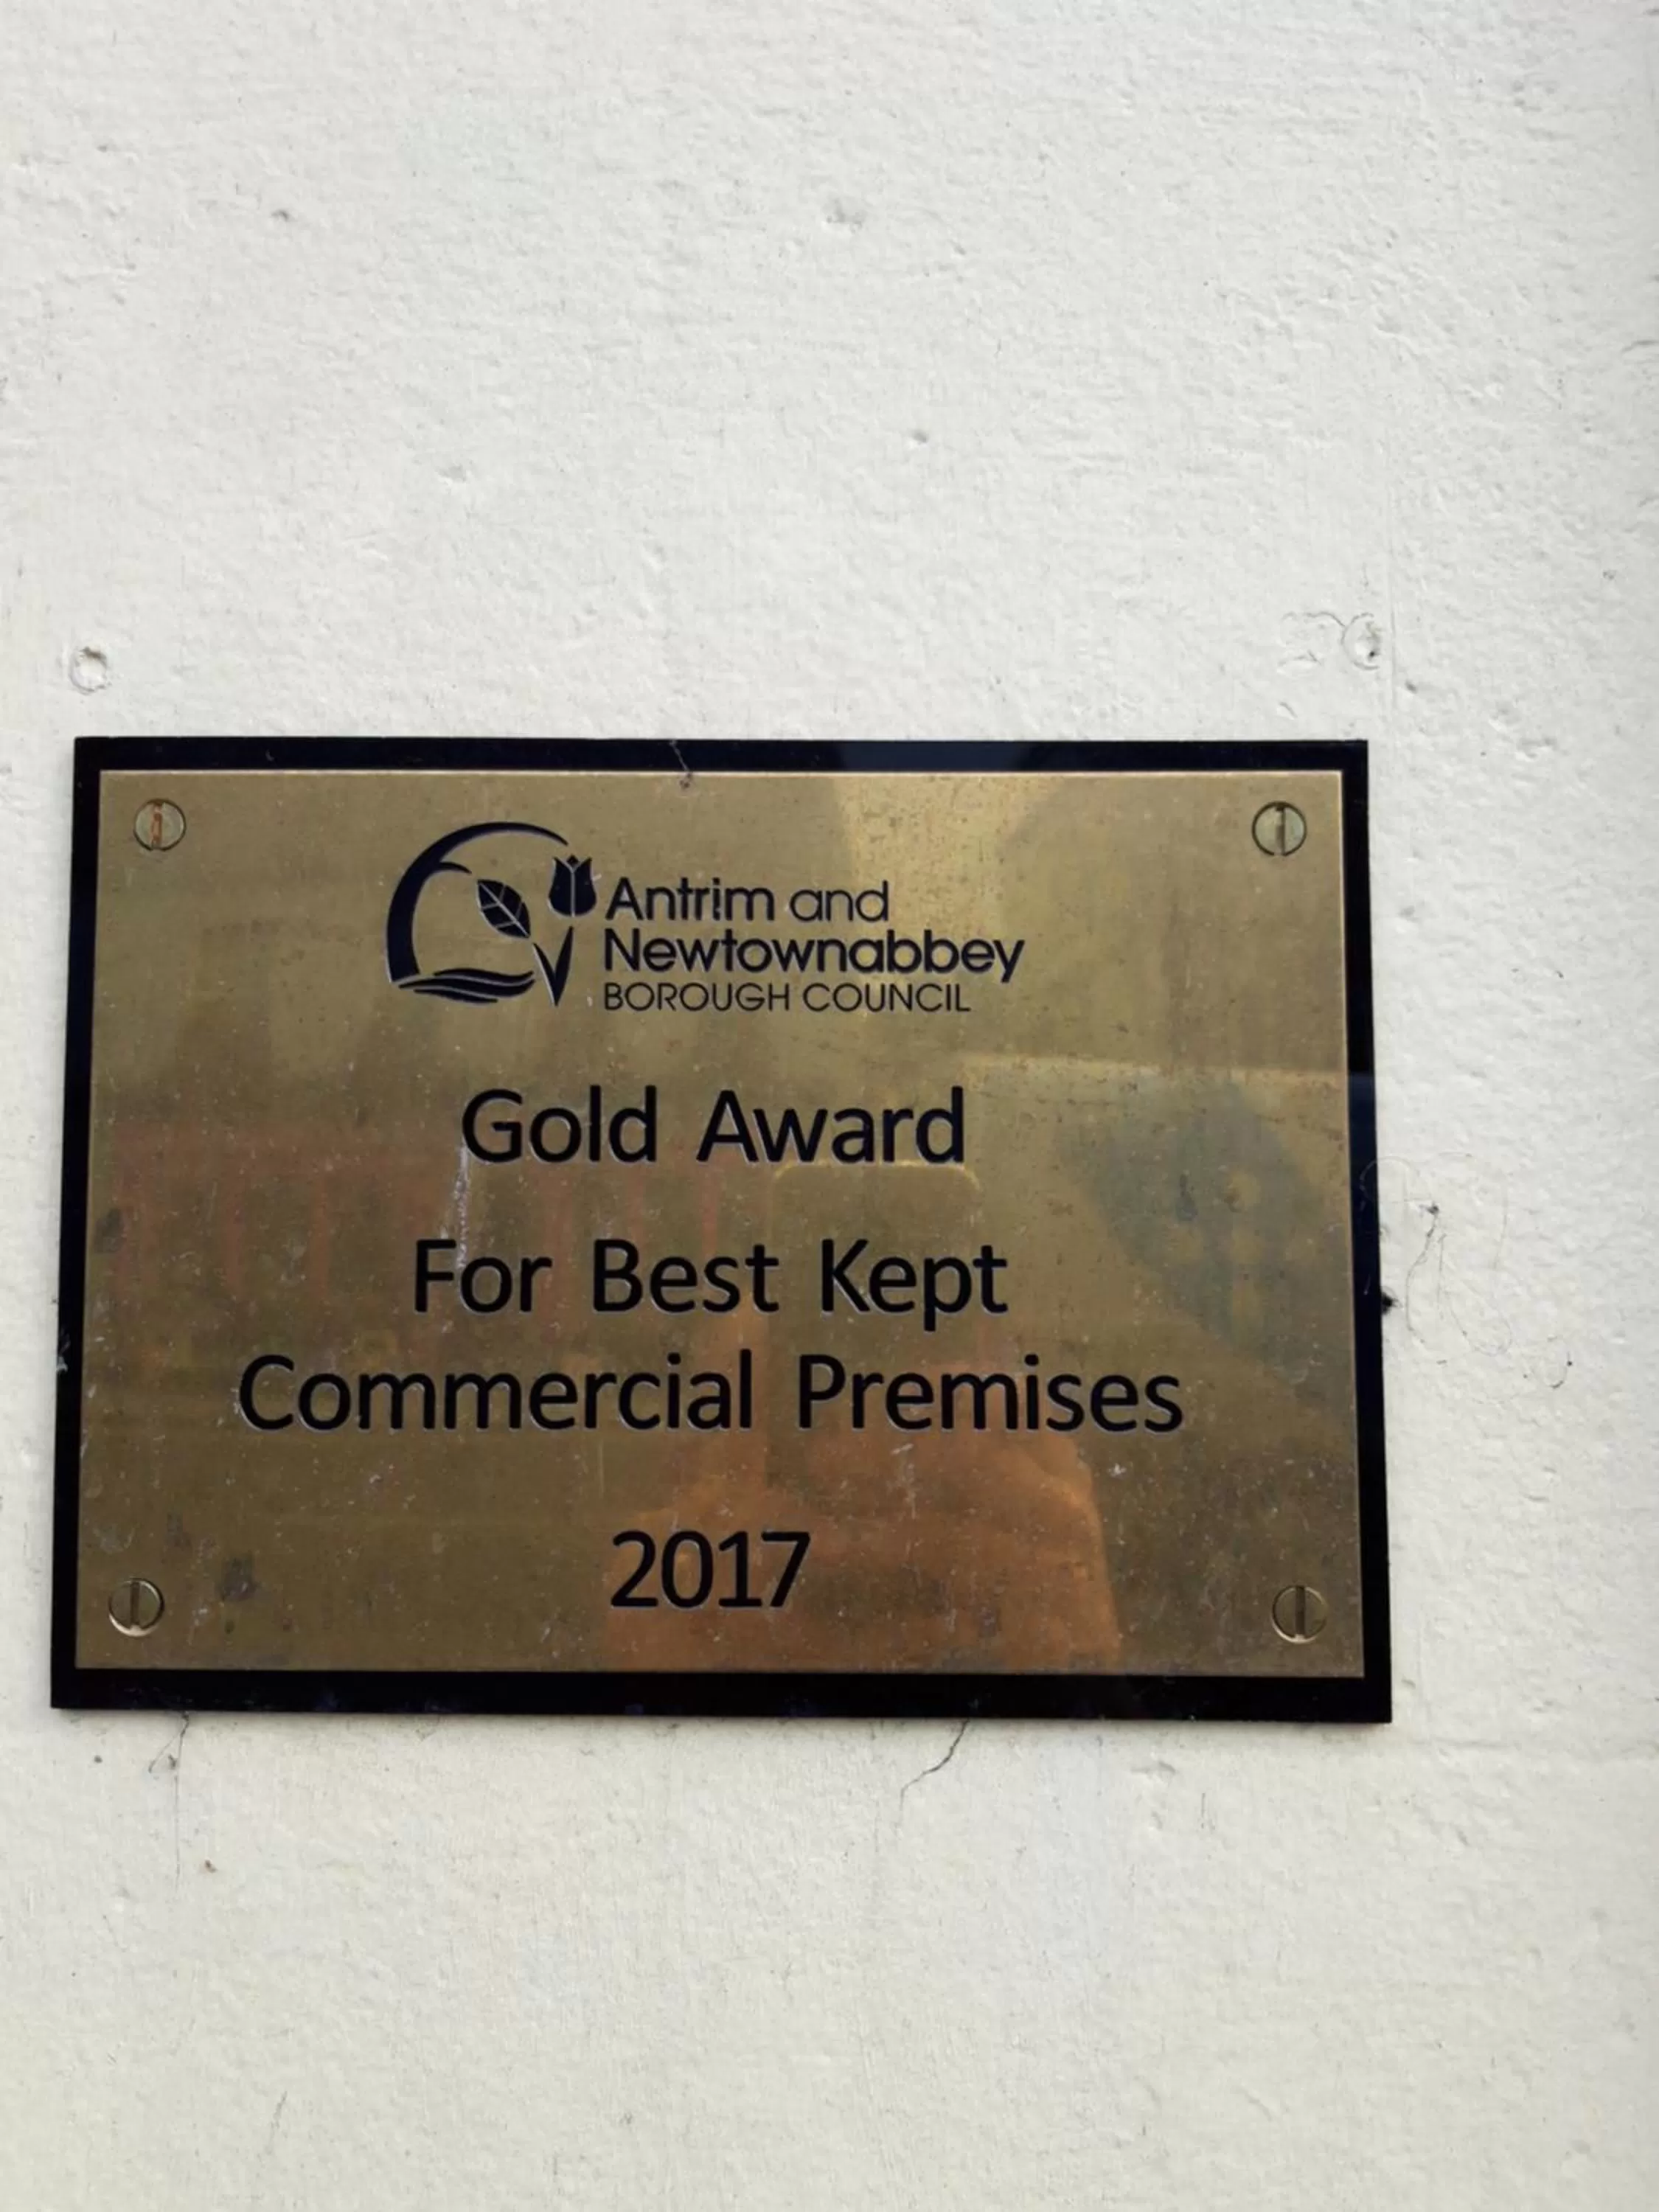 Antrim and
Newtownabbey
BOROUGH COUNCIL
Gold Award
For Best Kept
Commercial Premises
2017